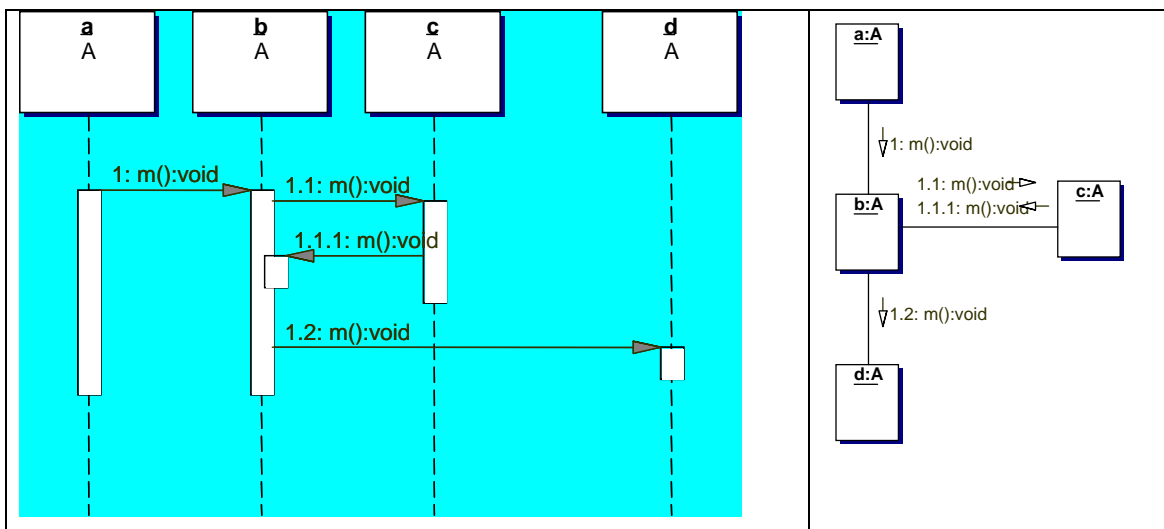 a
A
b
A
c
A
d
A
1: m():void
1.1: m():void
1.1.1: m():void
1.2: m():void
a:A
1: m():void
1.1: m():void
1.1.1: m():void
b:A
c:A
1.2: m():void
d:A